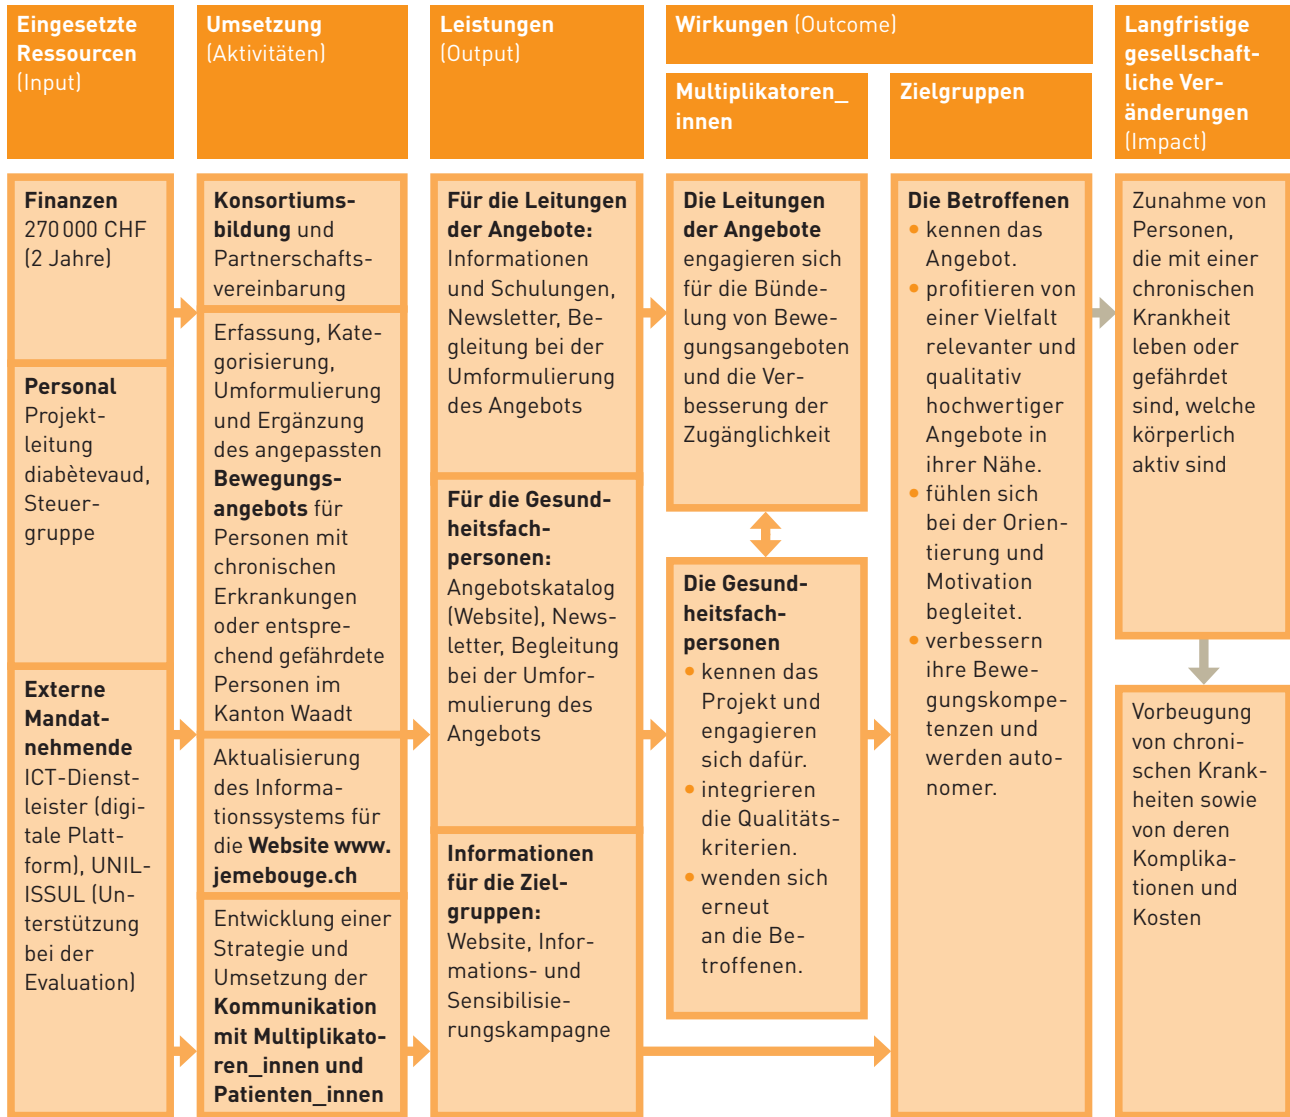 Eingesetzte
Ressourcen
(Input)
Umsetzung
(Aktivitäten)
Leistungen
(Output)
Wirkungen (Outcome)
Multiplikatoren_
innen
Zielgruppen
Langfristige
gesellschaft-
liche Ver-
änderungen
(Impact)
Finanzen
270 000 CHF
(2 Jahre)
Personal
Projekt-
leitung
diabètevaud,
Steuer-
gruppe
Externe
Mandat-
nehmende
ICT-Dienst-
leister (digi-
tale Platt-
form), UNIL-
ISSUL (Un-
terstützung
bei der
Evaluation)
Konsortiums-
bildung und
Partnerschafts-
vereinbarung
Erfassung, Kate-
gorisierung,
Umformulierung
und Ergänzung
des angepassten
Bewegungs-
angebots für
Personen mit
chronischen
Erkrankungen
oder entspre-
chend gefährdete
Personen im
Kanton Waadt
Aktualisierung
des Informa-
tionssystems für
die Website www.
jemebouge.ch
Entwicklung einer
Strategie und
Umsetzung der
Kommunikation
mit Multiplikato-
ren_innen und
Patienten_innen
Für die Leitungen
der Angebote:
Informationen
und Schulungen,
Newsletter, Be-
gleitung bei der
Umformulierung
des Angebots
Für die Gesund-
heitsfach-
personen:
Angebotskatalog
(Website), News-
letter, Begleitung
bei der Umfor-
mulierung des
Angebots
Informationen
für die Ziel-
gruppen:
Website, Infor-
mations- und
Sensibilisie-
rungskampagne
Die Leitungen
der Angebote
engagieren sich
für die Bünde-
lung von Bewe-
gungsangeboten
und die Ver-
besserung der
Zugänglichkeit
Die Gesund-
heitsfach-
personen
• kennen das
Projekt und
engagieren
sich dafür.
• integrieren
die Qualitäts-
kriterien.
• wenden sich
erneut
an die Be-
troffenen.
Die Betroffenen
• kennen das
Angebot.
• profitieren von
einer Vielfalt
relevanter und
qualitativ
hochwertiger
Angebote in
ihrer Nähe.
• fühlen sich
bei der Orien-
tierung und
Motivation
begleitet.
• verbessern
ihre Bewe-
gungskompe-
tenzen und
werden auto-
nomer.
Zunahme von
Personen,
die mit einer
chronischen
Krankheit
leben oder
gefährdet
sind, welche
körperlich
aktiv sind
Vorbeugung
von chroni-
schen Krank-
heiten sowie
von deren
Komplika-
tionen und
Kosten